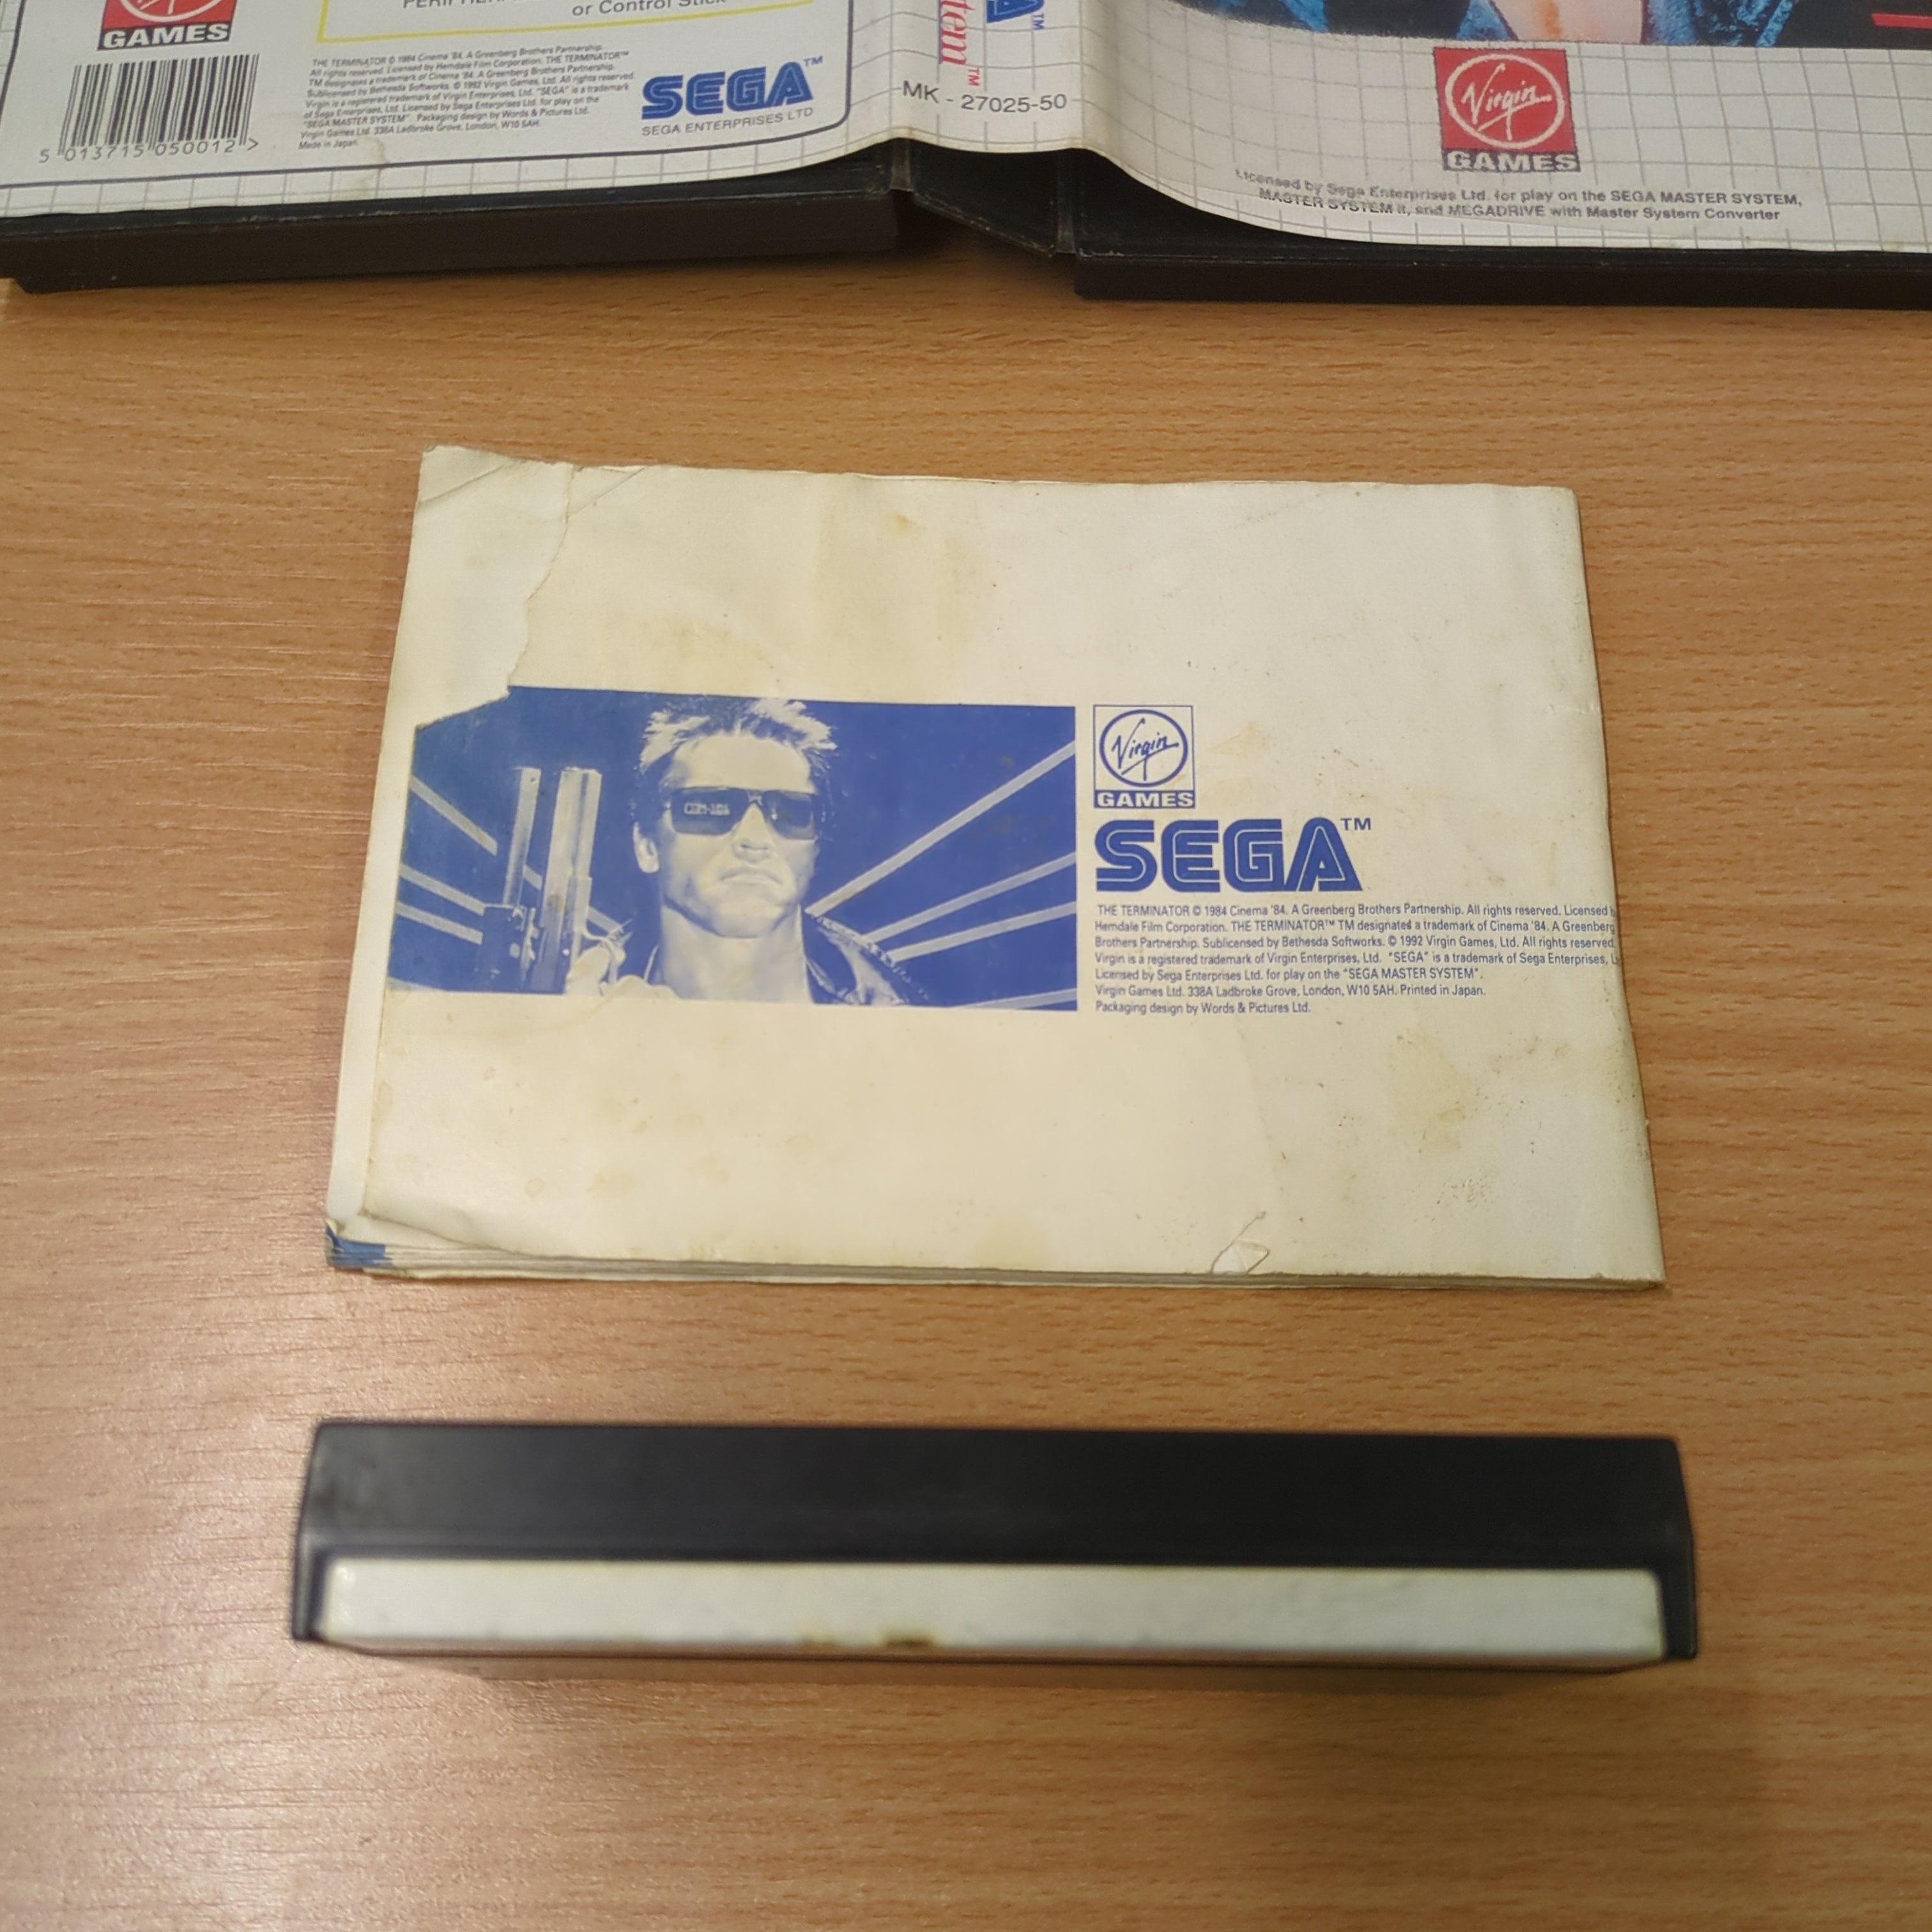 GAMES
or Control Stick
THE TERMINATOR © 1984 Cinema '84. A Greenberg Brothers Partnership.
All rights reserved. Licensed by Hemdale Film Corporation. THE TERMINATOR™
TM designates a trademark of Cinema '84. A Greenberg Brothers Partnership.
Sublicensed by Bethesda Softworks. © 1992 Virgin Games, Ltd. All rights reserved.
Virgin is a registered trademark of Virgin Enterprises, Ltd. "SEGA" is a trademark
of Sega Enterprises, Ltd. Licensed by Sega Enterprises Ltd. for play on the
"SEGA MASTER SYSTEM". Packaging design by Words & Pictures Ltd.
Virgin Games Ltd. 338A Ladbroke Grove, London, W10 5AH.
Made in Japan.
5 013715 050012 >
SEGA™
SEGA ENTERPRISES LTD
tem™
A™
MK - 27025-50
Virgin
GAMES
Licensed by Sega Enterprises Ltd. for play on the SEGA MASTER SYSTEM,
MASTER SYSTEM II, and MEGADRIVE with Master System Converter
Virgin
GAMES
SEGA™
THE TERMINATOR © 1984 Cinema '84. A Greenberg Brothers Partnership. All rights reserved. Licensed b
Hemdale Film Corporation. THE TERMINATOR™ TM designates a trademark of Cinema '84. A Greenberg
Brothers Partnership. Sublicensed by Bethesda Softworks. © 1992 Virgin Games, Ltd. All rights reserved.
Virgin is a registered trademark of Virgin Enterprises, Ltd. "SEGA" is a trademark of Sega Enterprises, L
Licensed by Sega Enterprises Ltd. for play on the "SEGA MASTER SYSTEM".
Virgin Games Ltd. 338A Ladbroke Grove, London, W10 5AH. Printed in Japan.
Packaging design by Words & Pictures Ltd.